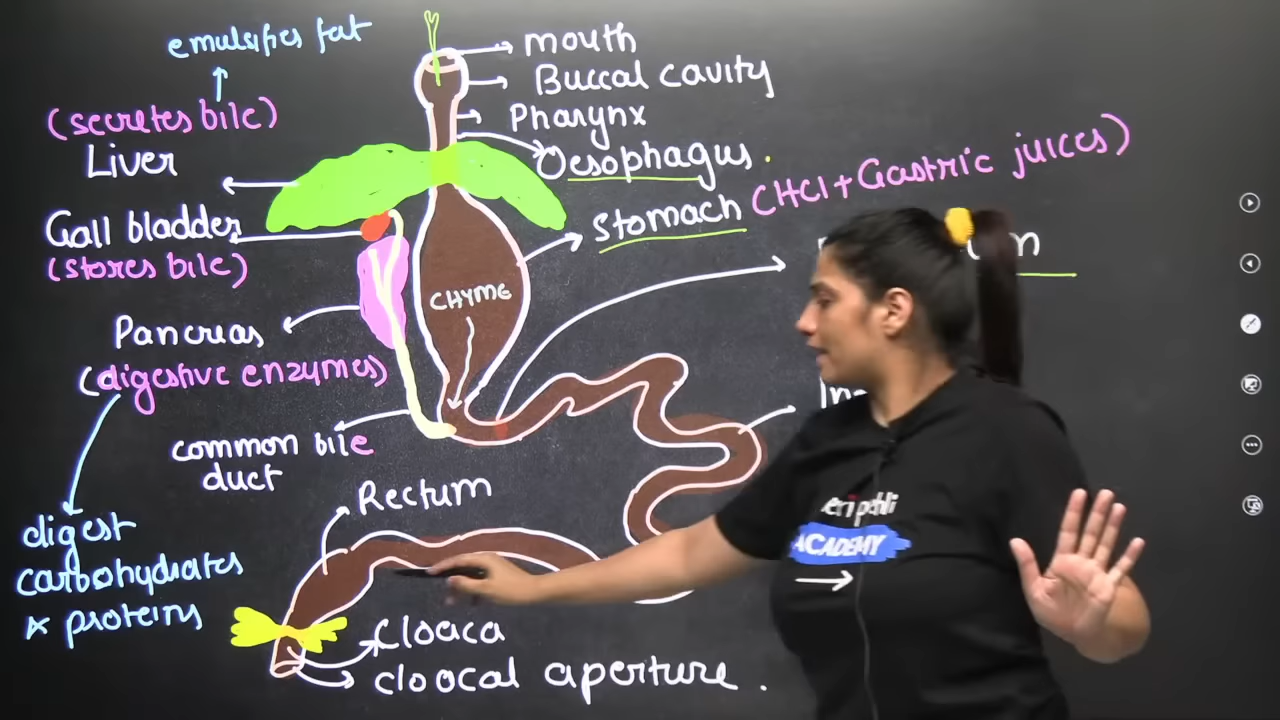 emulsifies fat
(secretes bile)
Liver
Gall bladder
(stores bile)
Pancreas
(digestive enzymes)
common bile
duct
digest
carbohydrates
& proteins
mouth
Buccal cavity
Pharynx
Oesophagus.
Stomach (HCl + Gastric juices)
CHYME
Rectum
Cloaca
cloocal aperture.
ACADEMY